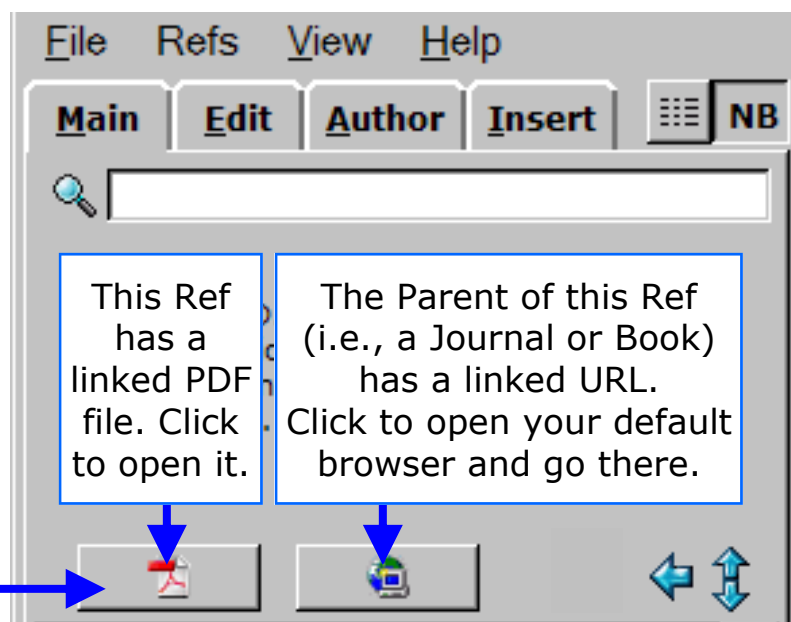 File Refs View Help
Main Edit Author Insert NB
This Ref
has a
linked PDF
file. Click
to open it.
The Parent of this Ref
(i.e., a Journal or Book)
has a linked URL.
Click to open your default
browser and go there.